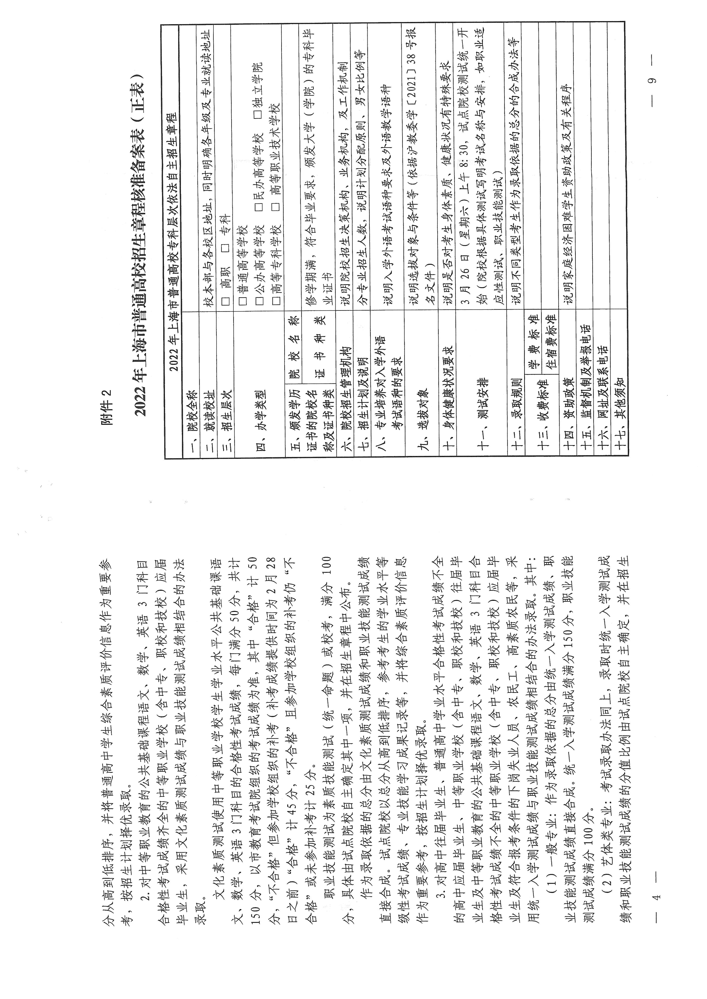 分从高到低排序，并将普通高中学生综合素质评价信息作为重要参
考，按招生计划择优录取。
2.对中等职业教育的公共基础课程语文、数学、英语 3 门科目
合格性考试成绩齐全的中等职业学校（含中专、职校和技校）应届
毕业生，采用文化素质测试成绩与职业技能测试成绩相结合的办法
录取。
文化素质测试使用中等职业学校学生学业水平公共基础课语
文、数学、英语 3 门科目的合格性考试成绩，每门满分 50 分，共计
150 分，以市教育考试院组织的考试成绩为准，其中“合格”计 50
分，“不合格”但参加学校组织的补考（补考成绩提供时间为 2 月 28
日之前）“合格”计 45 分，“不合格”且参加学校组织的补考仍“不
合格”或未参加补考计 25 分。
职业技能测试为素质技能测试（统一命题）或校考，满分 100
分，具体由试点院校自主确定其中一项，并在招生章程中公布。
作为录取依据的总分由文化素质测试成绩和职业技能测试成绩
直接合成。试点院校以总分从高到低排序，参考考生的学业水平等
级性考试成绩、专业技能学习成果记录等，并将综合素质评价信息
作为重要参考，按招生计划择优录取。
3.对高中往届毕业生、普通高中学业水平合格性考试成绩不全
的高中应届毕业生、中等职业学校（含中专、职校和技校）往届毕
业生及中等职业教育的公共基础课程语文、数学、英语 3 门科目合
格性考试成绩不全的中等职业学校（含中专、职校和技校）应届毕
业生及符合报考条件的下岗失业人员、农民工、高素质农民等，采
用统一入学测试成绩与职业技能测试成绩相结合的办法录取。其中：
（1）一般专业：作为录取依据的总分由统一入学测试成绩、职
业技能测试成绩直接合成。统一入学测试成绩满分 150 分，职业技能
测试成绩满分 100 分。
（2）艺体类专业：考试录取办法同上，录取时统一入学测试成
绩和职业技能测试成绩的分值比例由试点院校自主确定，并在招生
— 4 —
附件 2
2022 年上海市普通高校招生章程核准备案表（正表）
2022 年上海市普通高校专科层次依法自主招生章程
一、院校全称
二、就读校址 校本部与各校区地址，同时明确各年级及专业就读地址
三、招生层次 □ 高职 □ 专科
四、办学类型 □普通高等学校
□公办高等学校 □民办高等学校 □独立学院
□高等专科学校 □ 高等职业技术学校
五、颁发学历
证书的院校名
称及证书种类
院校名称
证书种类 修学期满，符合毕业要求，颁发大学（学院）的专科毕
业证书
六、院校招生管理机构 说明院校招生决策机构、业务机构，及工作机制
七、招生计划及说明 分专业招生人数，说明计划分配原则、男女比例等
八、专业培养对入学外语
考试语种的要求 说明入学外语考试语种要求及外语教学语种
九、选拔对象 说明选拔对象与条件等（依据沪教委学〔2021〕38 号报
名文件）
十、身体健康状况要求 说明是否对考生身体素质、健康状况有特殊要求
十一、测试安排 3 月 26 日（星期六）上午 8:30，试点院校测试统一开
始（院校根据具体测试写明考试名称与安排，如职业适
应性测试、职业技能测试）
十二、录取规则 说明不同类型考生作为录取依据的总分的合成办法等
十三、收费标准 学费标准
住宿费标准
十四、资助政策 说明家庭经济困难学生资助政策及有关程序
十五、监督机制及举报电话
十六、网址及联系电话
十七、其他须知
— 9 —